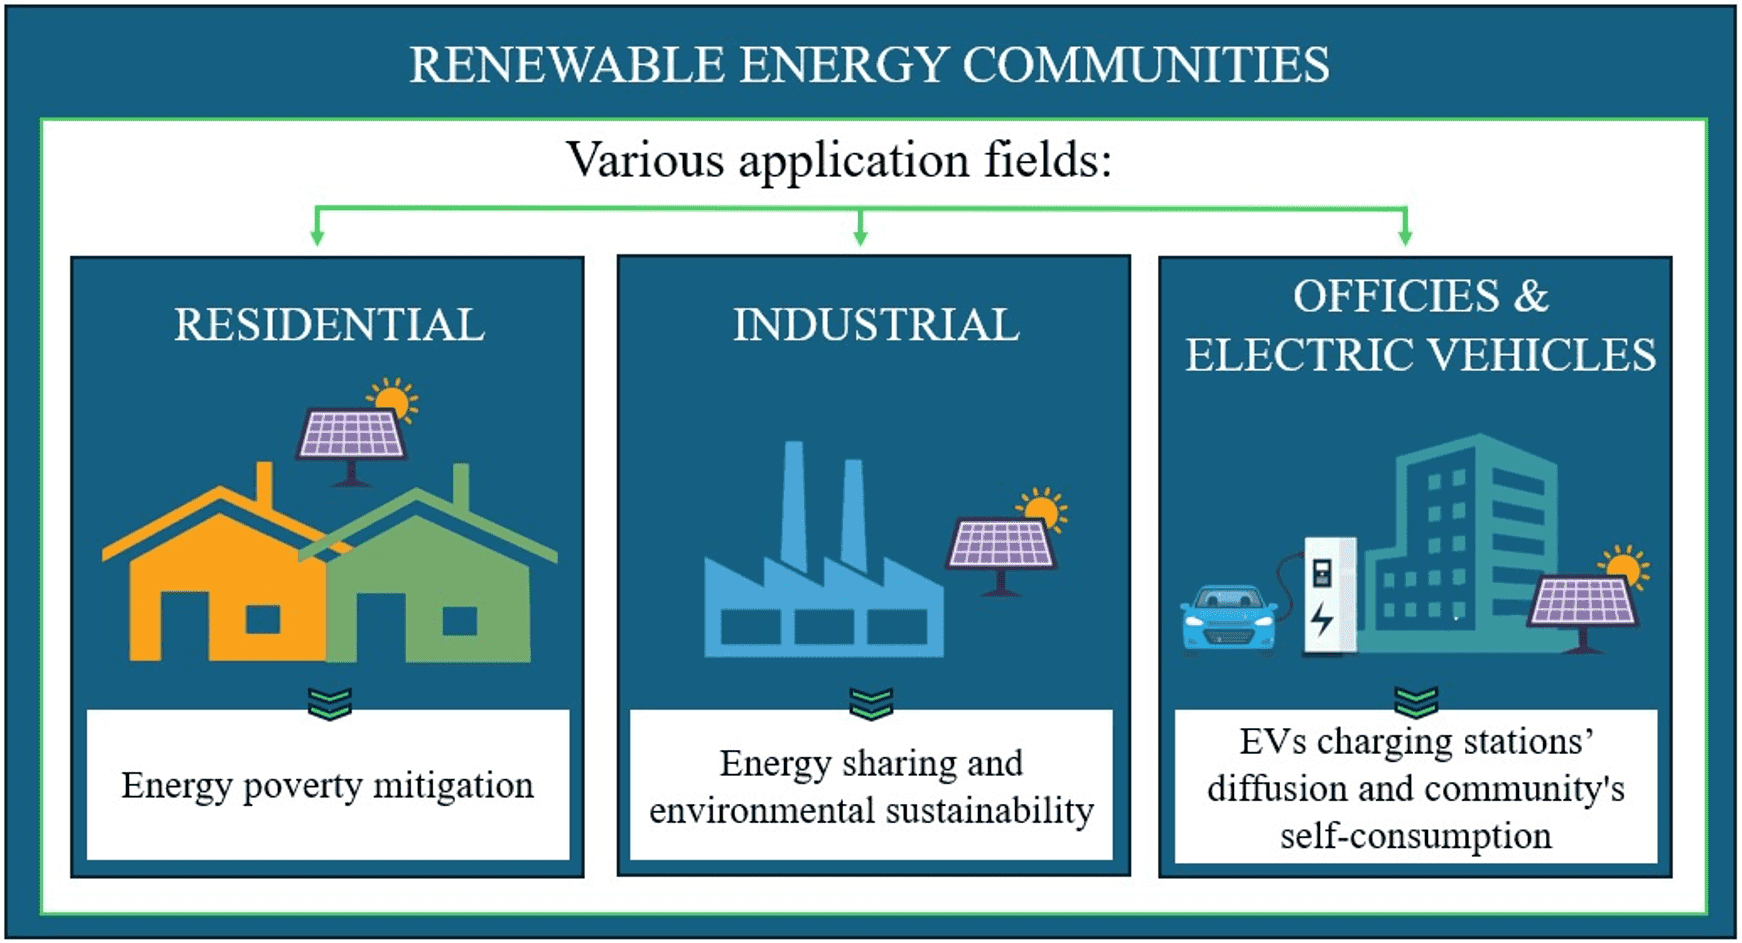 RENEWABLE ENERGY COMMUNITIES
Various application fields:
RESIDENTIAL
Energy poverty mitigation
INDUSTRIAL
Energy sharing and
environmental sustainability
OFFICIES &
ELECTRIC VEHICLES
EVs charging stations’
diffusion and community's
self-consumption